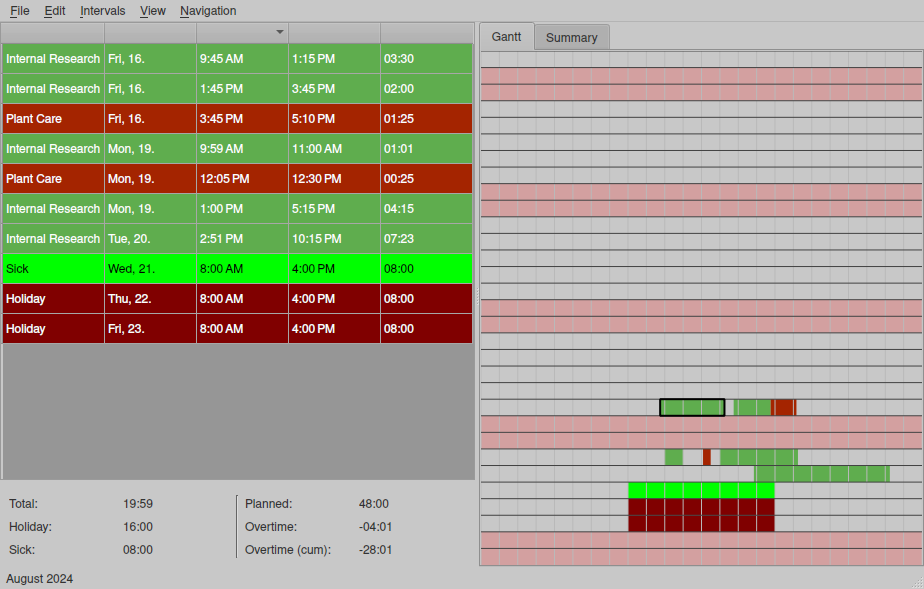 File Edit Intervals View Navigation
Gantt Summary
Internal Research Fri, 16. 9:45 AM 1:15 PM 03:30
Internal Research Fri, 16. 1:45 PM 3:45 PM 02:00
Plant Care Fri, 16. 3:45 PM 5:10 PM 01:25
Internal Research Mon, 19. 9:59 AM 11:00 AM 01:01
Plant Care Mon, 19. 12:05 PM 12:30 PM 00:25
Internal Research Mon, 19. 1:00 PM 5:15 PM 04:15
Internal Research Tue, 20. 2:51 PM 10:15 PM 07:23
Sick Wed, 21. 8:00 AM 4:00 PM 08:00
Holiday Thu, 22. 8:00 AM 4:00 PM 08:00
Holiday Fri, 23. 8:00 AM 4:00 PM 08:00
Total: 19:59 Planned: 48:00
Holiday: 16:00 Overtime: -04:01
Sick: 08:00 Overtime (cum): -28:01
August 2024